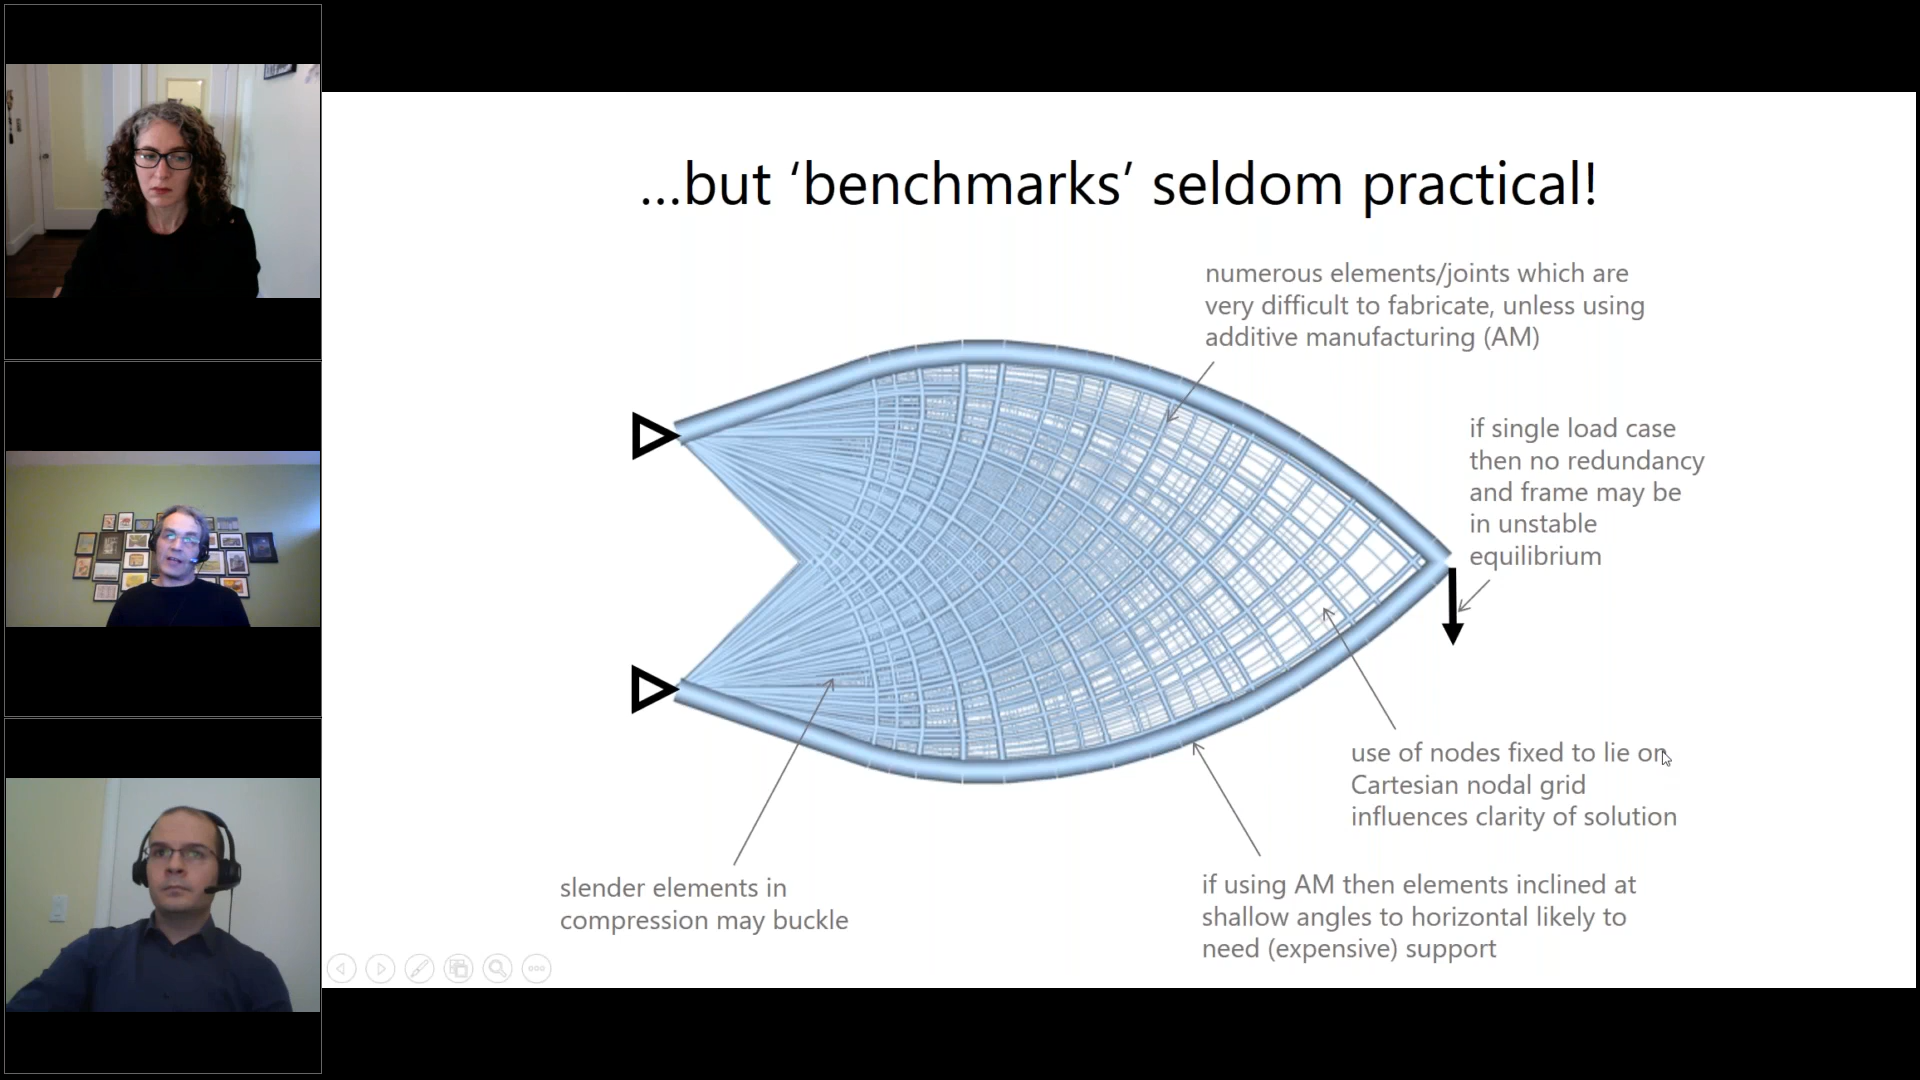 ...but ‘benchmarks’ seldom practical!
numerous elements/joints which are
very difficult to fabricate, unless using
additive manufacturing (AM)
if single load case
then no redundancy
and frame may be
in unstable
equilibrium
use of nodes fixed to lie on
Cartesian nodal grid
influences clarity of solution
slender elements in
compression may buckle
if using AM then elements inclined at
shallow angles to horizontal likely to
need (expensive) support